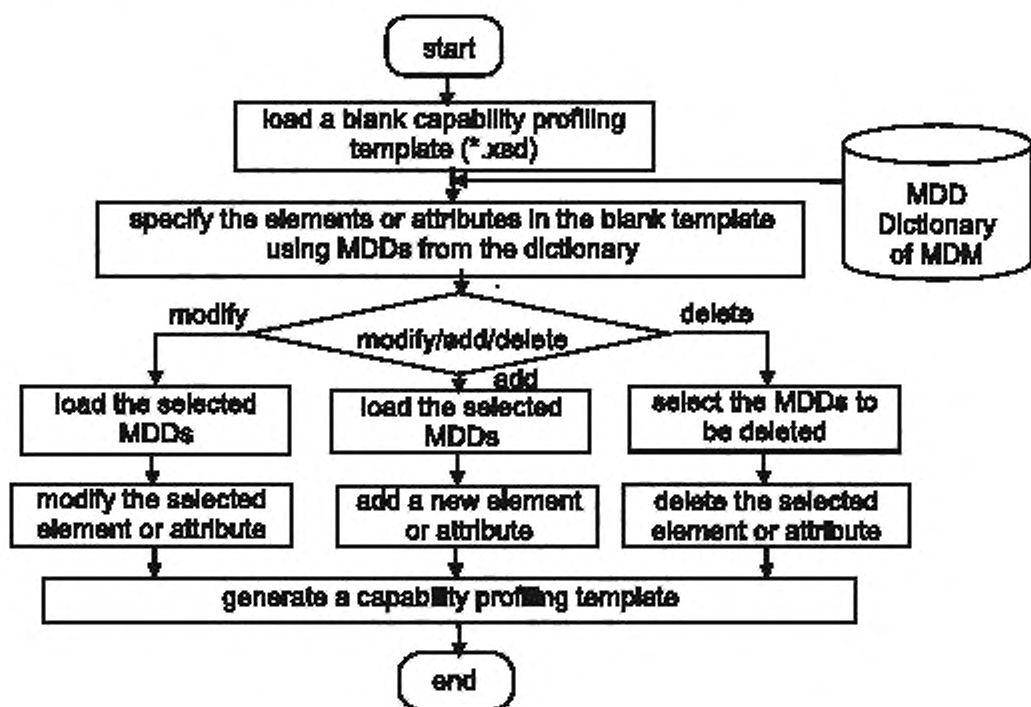 start
load a blank capability profiling
template (*.xsd)
MDD
Dictionary
of MDM
specify the elements or attributes in the blank template
using MDDs from the dictionary
modify
modify/add/delete
delete
add
load the selected
MDDs
load the selected
MDDs
select the MDDs to
be deleted
modify the selected
element or attribute
add a new element
or attribute
delete the selected
element or attribute
generate a capability profiling template
end